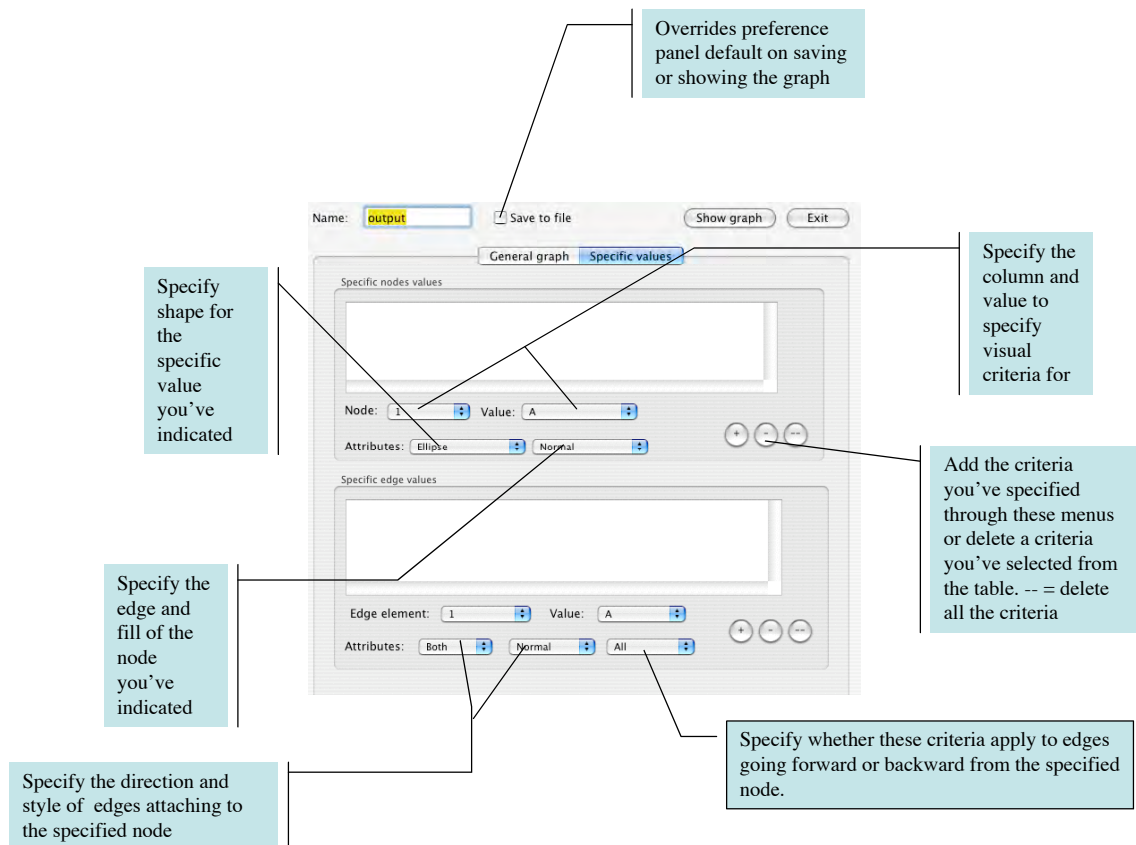 Overrides preference
panel default on saving
or showing the graph
Name: output Save to file Show graph Exit
General graph Specific values
Specify
shape for
the
specific
value
you've
indicated
Specify the
column and
value to
specify
visual
criteria for
Specific nodes values
Node: 1 Value: A
Attributes: Ellipse Normal
+ - --
Add the criteria
you've specified
through these menus
or delete a criteria
you've selected from
the table. -- = delete
all the criteria
Specific edge values
Specify the
edge and
fill of the
node
you've
indicated
Edge element: 1 Value: A
Attributes: Both Normal All
+ - --
Specify whether these criteria apply to edges
going forward or backward from the specified
node.
Specify the direction and
style of edges attaching to
the specified node